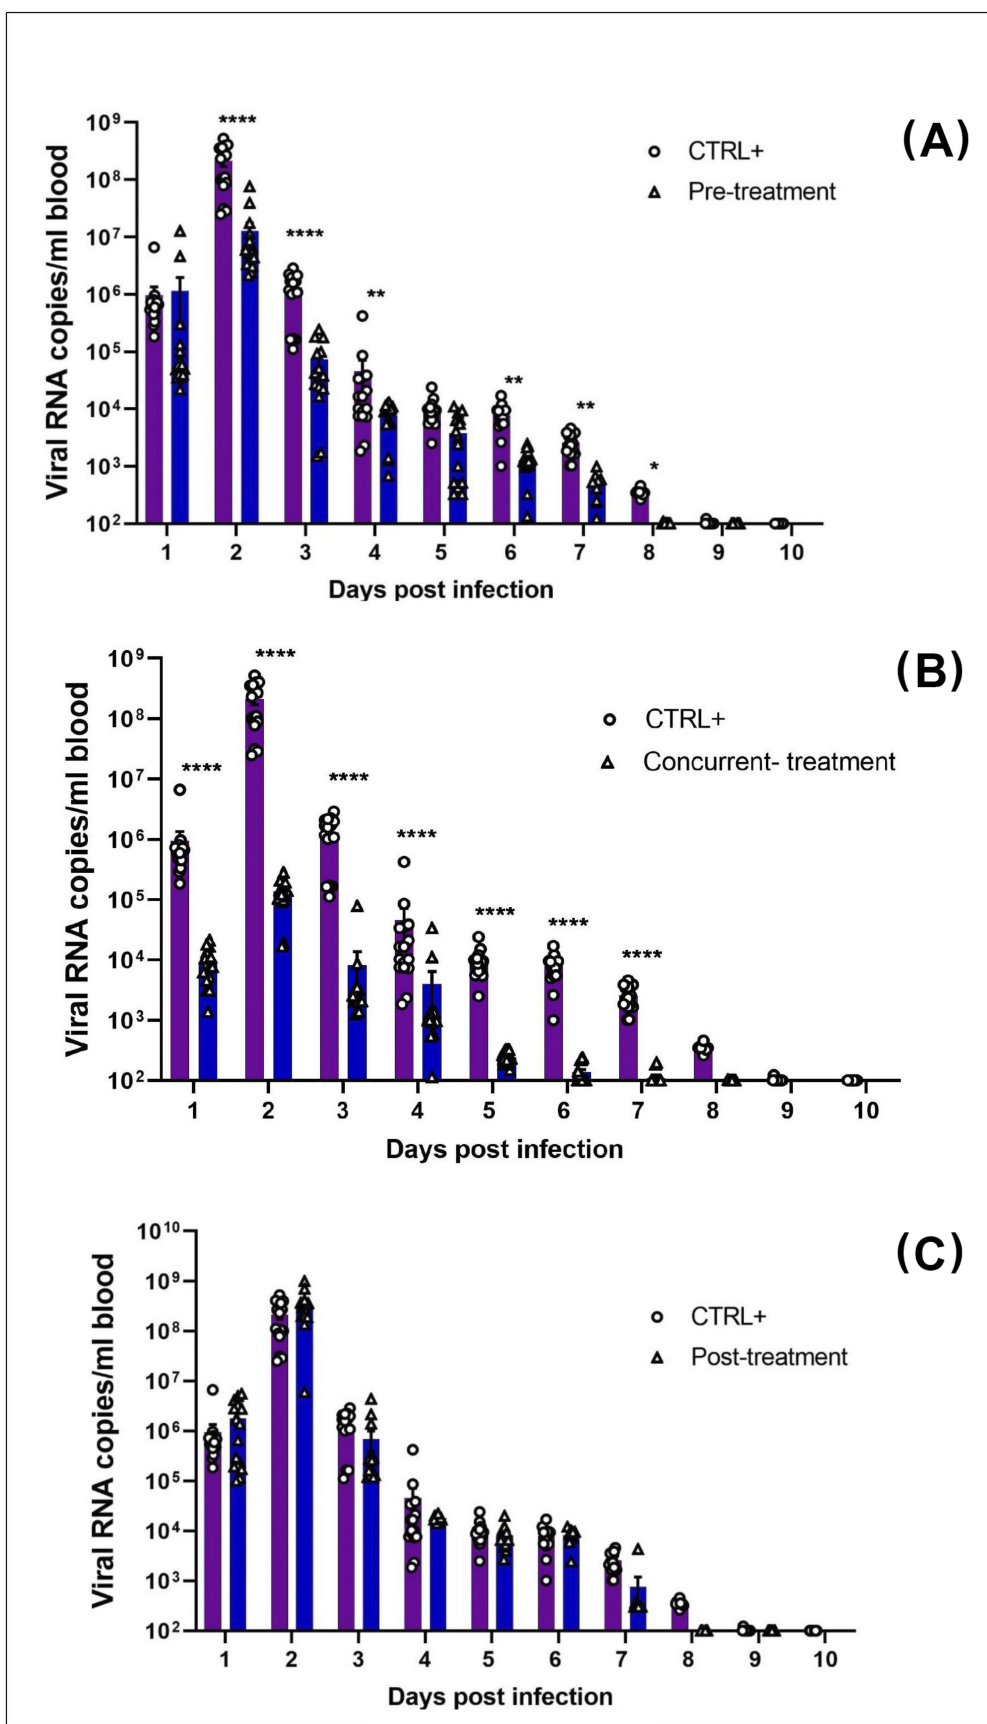 (A)
Viral RNA copies/ml blood
10⁹
10⁸
10⁷
10⁶
10⁵
10⁴
10³
10²
CTRL+
Pre-treatment
****
****
**
**
**
*
1 2 3 4 5 6 7 8 9 10
Days post infection
(B)
Viral RNA copies/ml blood
10⁹
10⁸
10⁷
10⁶
10⁵
10⁴
10³
10²
CTRL+
Concurrent- treatment
****
****
****
****
****
****
****
1 2 3 4 5 6 7 8 9 10
Days post infection
(C)
Viral RNA copies/ml blood
10¹⁰
10⁹
10⁸
10⁷
10⁶
10⁵
10⁴
10³
10²
CTRL+
Post-treatment
1 2 3 4 5 6 7 8 9 10
Days post infection